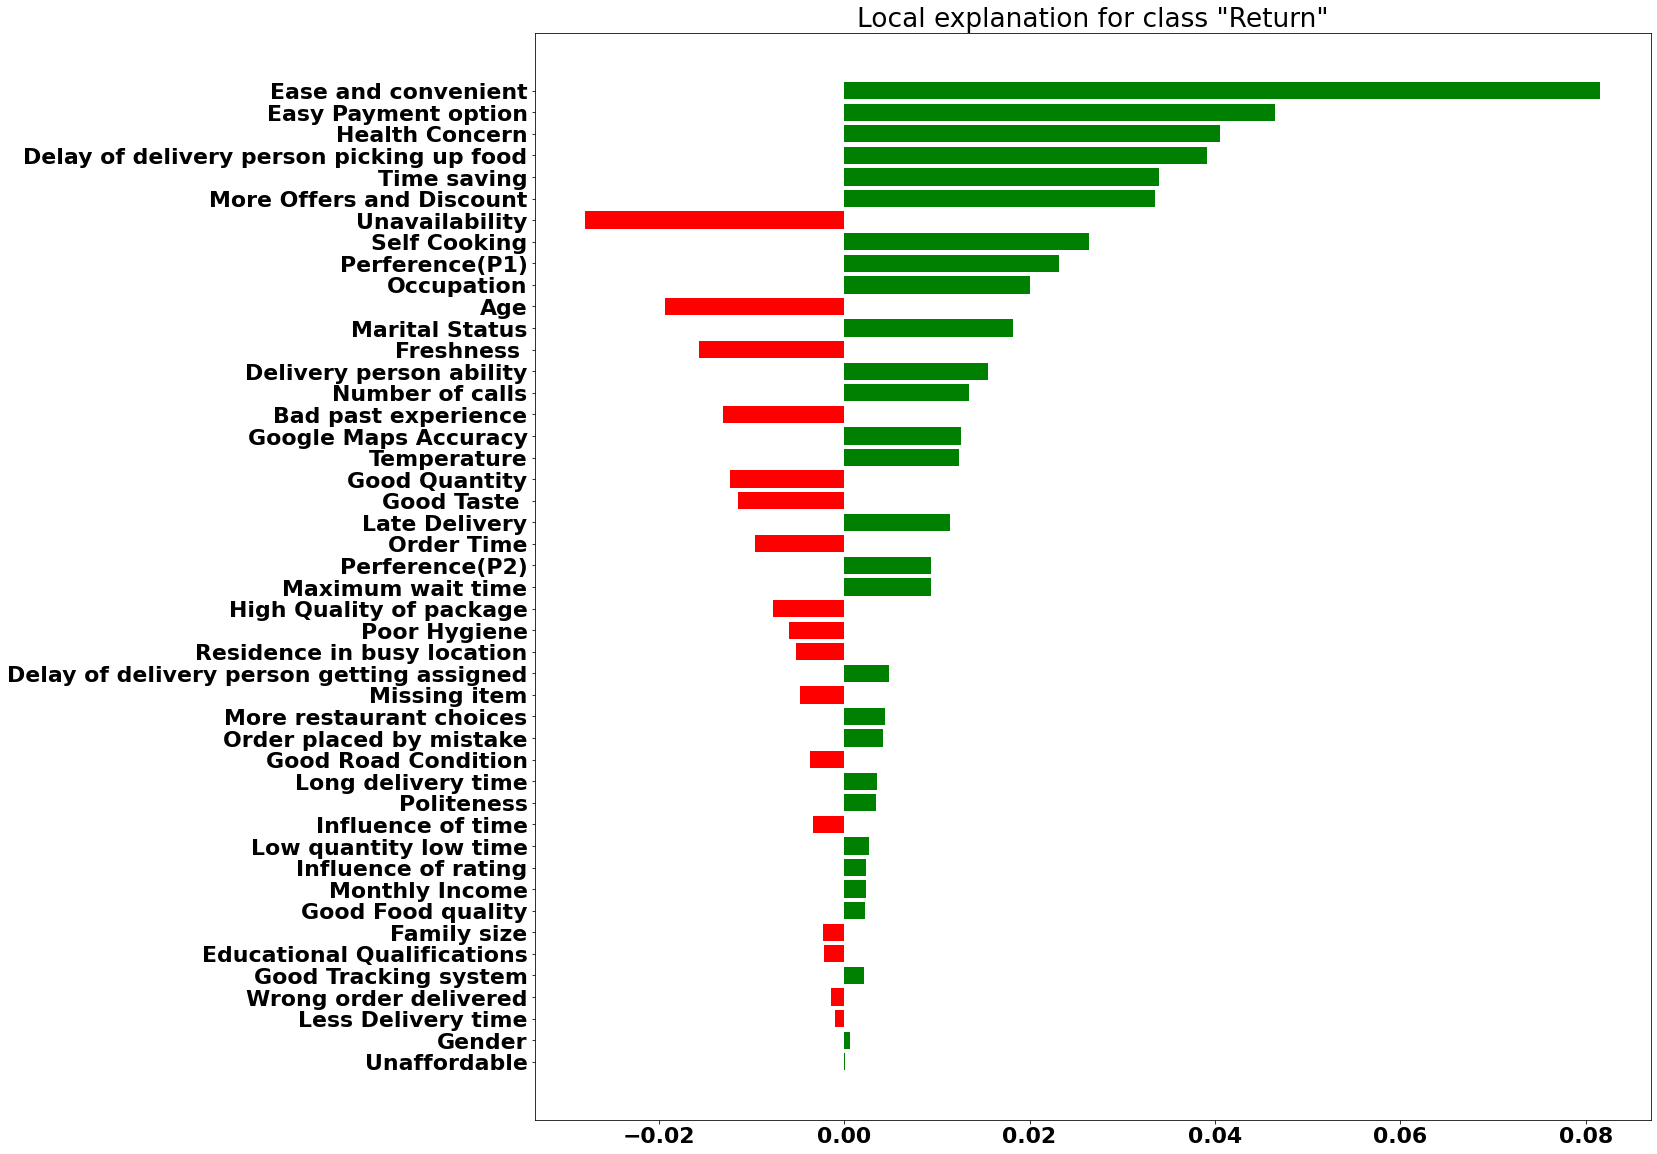 Local explanation for class "Return"
Ease and convenient
Easy Payment option
Health Concern
Delay of delivery person picking up food
Time saving
More Offers and Discount
Unavailability
Self Cooking
Perference(P1)
Occupation
Age
Marital Status
Freshness
Delivery person ability
Number of calls
Bad past experience
Google Maps Accuracy
Temperature
Good Quantity
Good Taste
Late Delivery
Order Time
Perference(P2)
Maximum wait time
High Quality of package
Poor Hygiene
Residence in busy location
Delay of delivery person getting assigned
Missing item
More restaurant choices
Order placed by mistake
Good Road Condition
Long delivery time
Politeness
Influence of time
Low quantity low time
Influence of rating
Monthly Income
Good Food quality
Family size
Educational Qualifications
Good Tracking system
Wrong order delivered
Less Delivery time
Gender
Unaffordable
−0.02 0.00 0.02 0.04 0.06 0.08